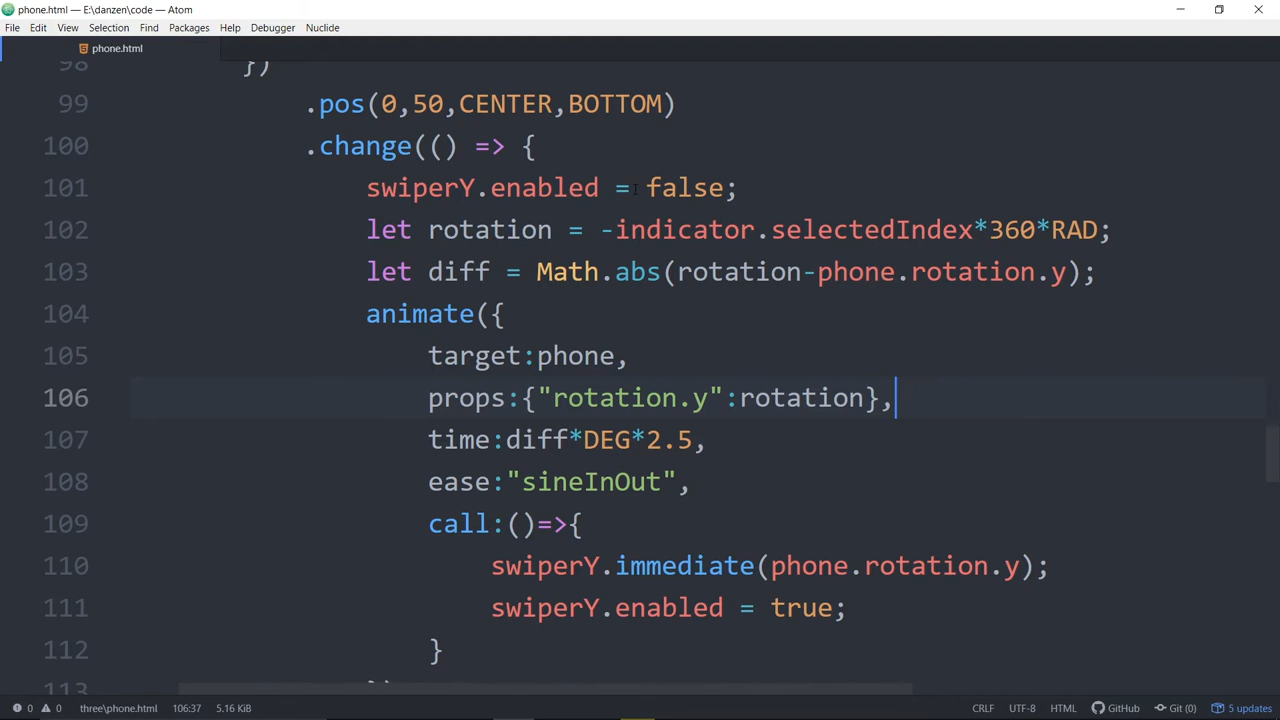 phone.html — E:\danzen\code — Atom
File Edit View Selection Find Packages Help Debugger Nuclide
phone.html
98 })
99 .pos(0,50,CENTER,BOTTOM)
100 .change(() => {
101 swiperY.enabled = false;
102 let rotation = -indicator.selectedIndex*360*RAD;
103 let diff = Math.abs(rotation-phone.rotation.y);
104 animate({
105 target:phone,
106 props:{"rotation.y":rotation},
107 time:diff*DEG*2.5,
108 ease:"sineInOut",
109 call:()=>{
110 swiperY.immediate(phone.rotation.y);
111 swiperY.enabled = true;
112 }
113 })
0 0 three\phone.html 106:37 5.16 KiB CRLF UTF-8 HTML GitHub Git (0) 5 updates